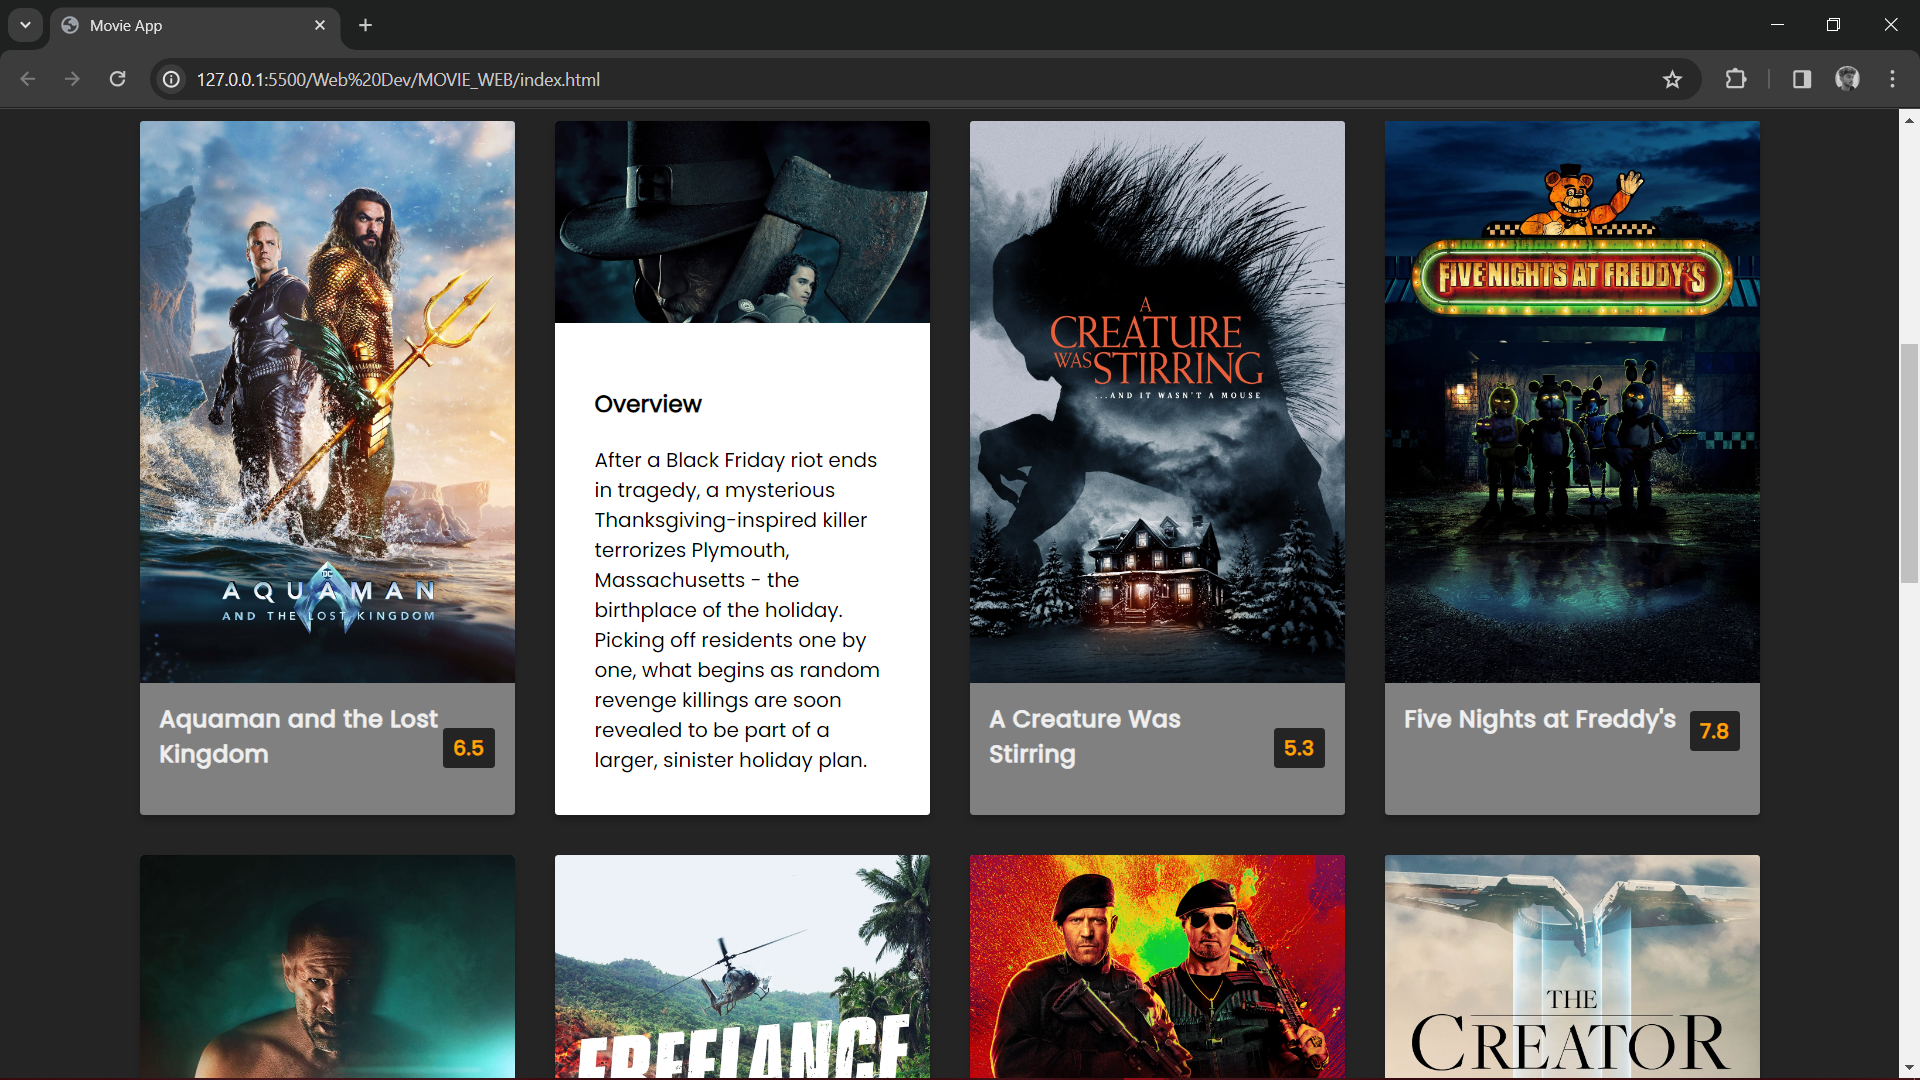 Movie App
127.0.0.1:5500/Web%20Dev/MOVIE_WEB/index.html
DC
AQUAMAN
AND THE LOST KINGDOM
Aquaman and the Lost
Kingdom
6.5
Overview
After a Black Friday riot ends
in tragedy, a mysterious
Thanksgiving-inspired killer
terrorizes Plymouth,
Massachusetts - the
birthplace of the holiday.
Picking off residents one by
one, what begins as random
revenge killings are soon
revealed to be part of a
larger, sinister holiday plan.
A
CREATURE
WAS STIRRING
...AND IT WASN'T A MOUSE
A Creature Was
Stirring
5.3
FIVE NIGHTS AT FREDDY'S
Five Nights at Freddy's
7.8
FREELANCE
THE
CREATOR